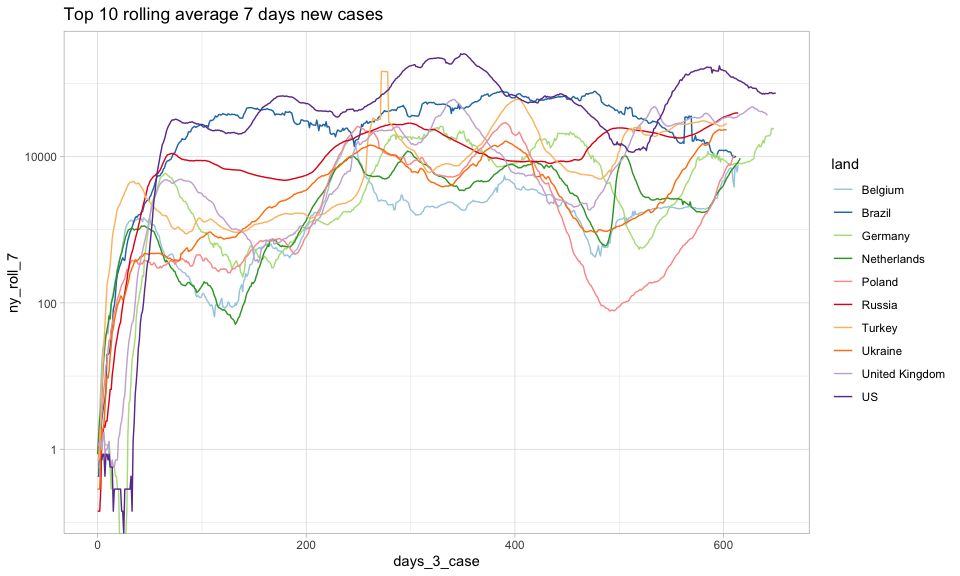 Top 10 rolling average 7 days new cases
ny_roll_7
10000
100
1
0
200
400
600
days_3_case
land
Belgium
Brazil
Germany
Netherlands
Poland
Russia
Turkey
Ukraine
United Kingdom
US